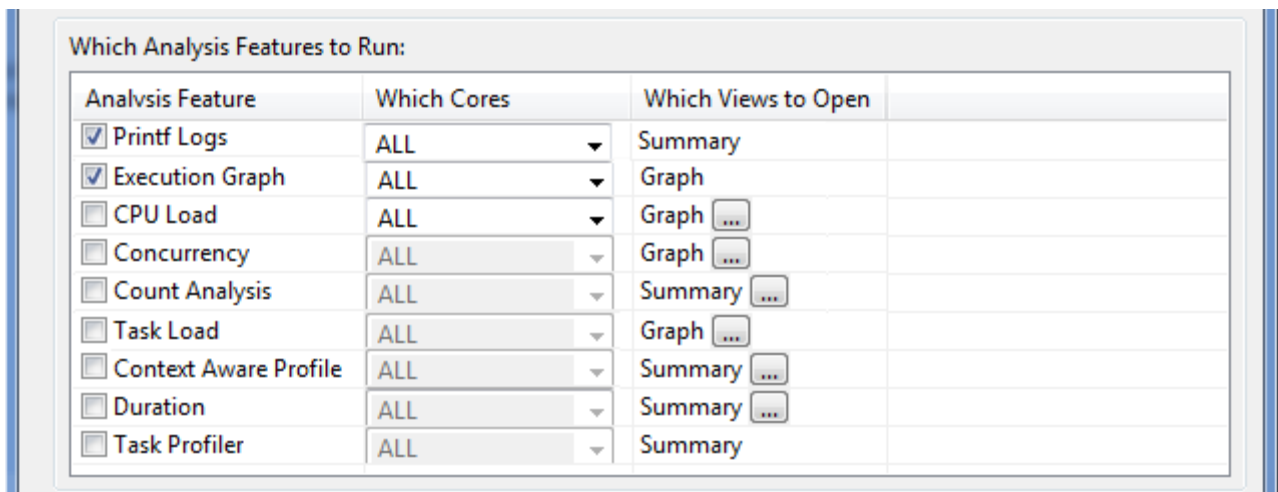 Which Analysis Features to Run:
Analysis Feature Which Cores Which Views to Open
Printf Logs ALL Summary
Execution Graph ALL Graph
CPU Load ALL Graph ...
Concurrency ALL Graph ...
Count Analysis ALL Summary ...
Task Load ALL Graph ...
Context Aware Profile ALL Summary ...
Duration ALL Summary ...
Task Profiler ALL Summary